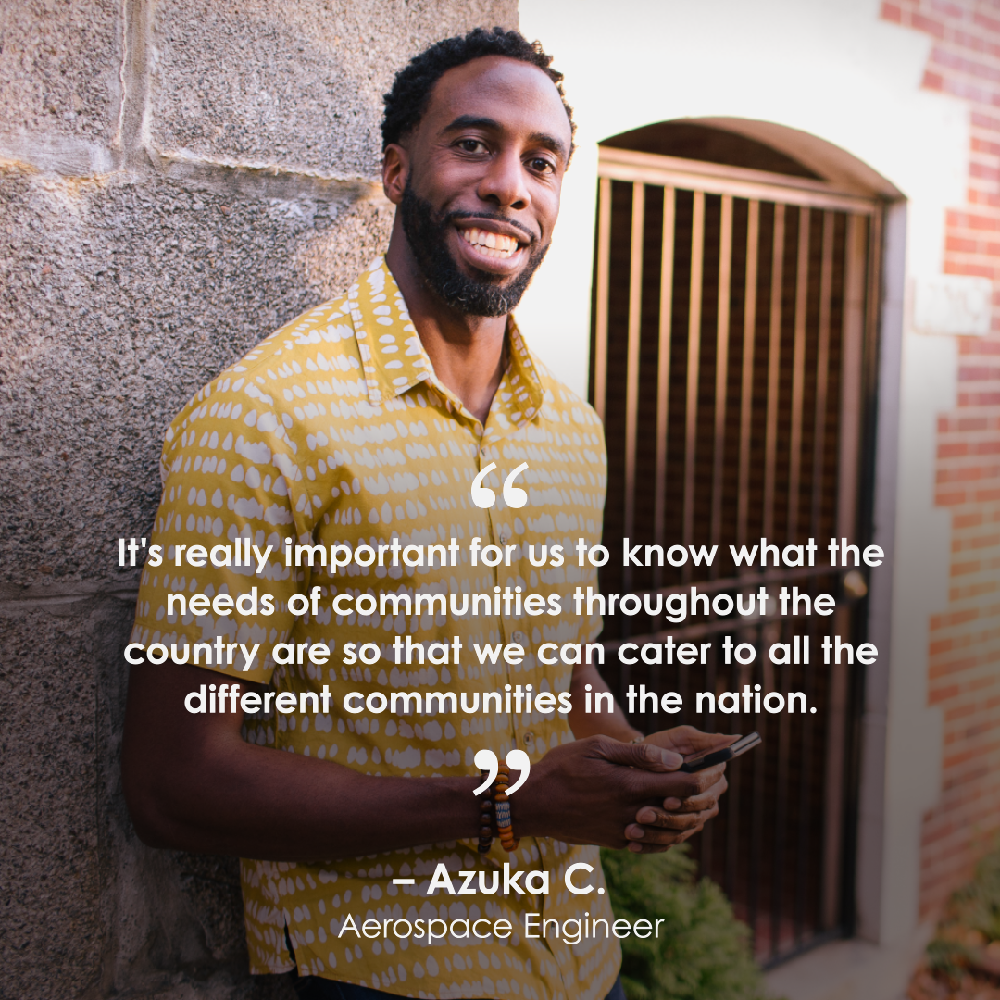 “
It's really important for us to know what the
needs of communities throughout the
country are so that we can cater to all the
different communities in the nation.
”
– Azuka C.
Aerospace Engineer